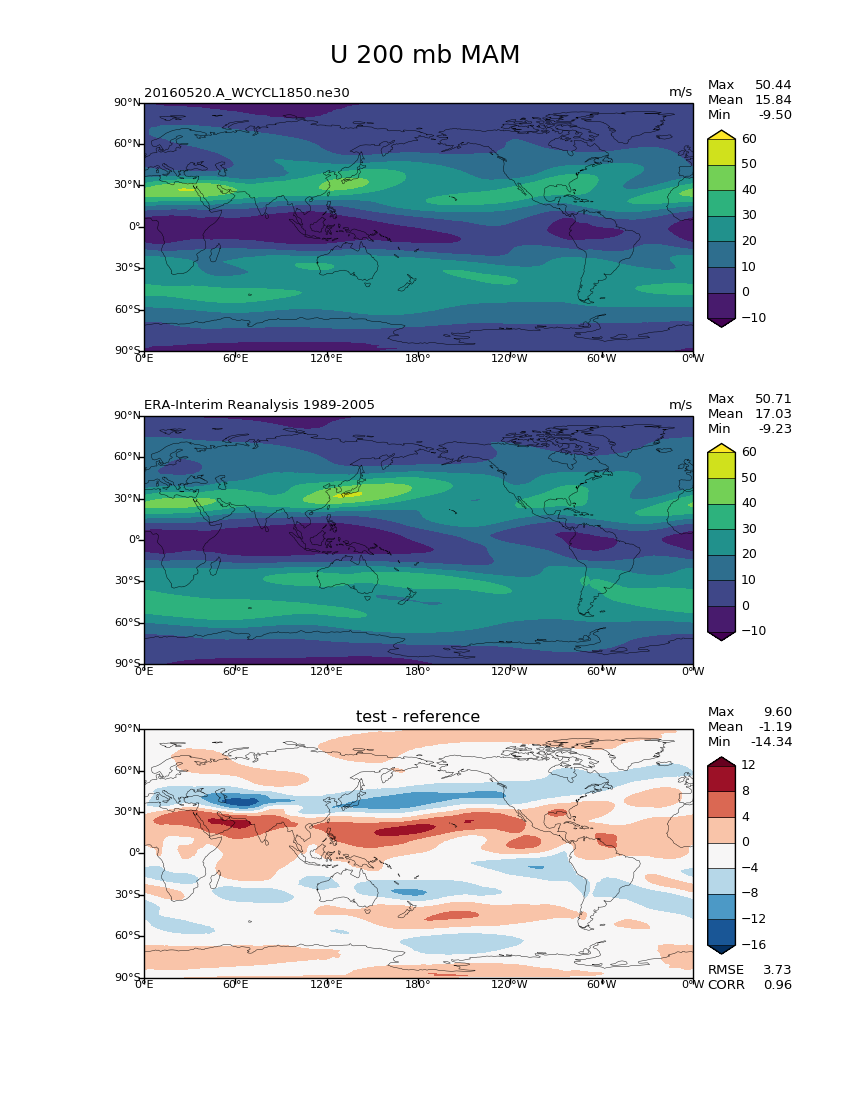 U 200 mb MAM
20160520.A_WCYCL1850.ne30 m/s
Max 50.44
Mean 15.84
Min -9.50
90°N
60°N
30°N
0°
30°S
60°S
90°S
0°E 60°E 120°E 180° 120°W 60°W 0°W
60
50
40
30
20
10
0
−10
ERA-Interim Reanalysis 1989-2005 m/s
Max 50.71
Mean 17.03
Min -9.23
90°N
60°N
30°N
0°
30°S
60°S
90°S
0°E 60°E 120°E 180° 120°W 60°W 0°W
60
50
40
30
20
10
0
−10
test - reference
Max 9.60
Mean -1.19
Min -14.34
90°N
60°N
30°N
0°
30°S
60°S
90°S
0°E 60°E 120°E 180° 120°W 60°W 0°W
12
8
4
0
−4
−8
−12
−16
RMSE 3.73
CORR 0.96